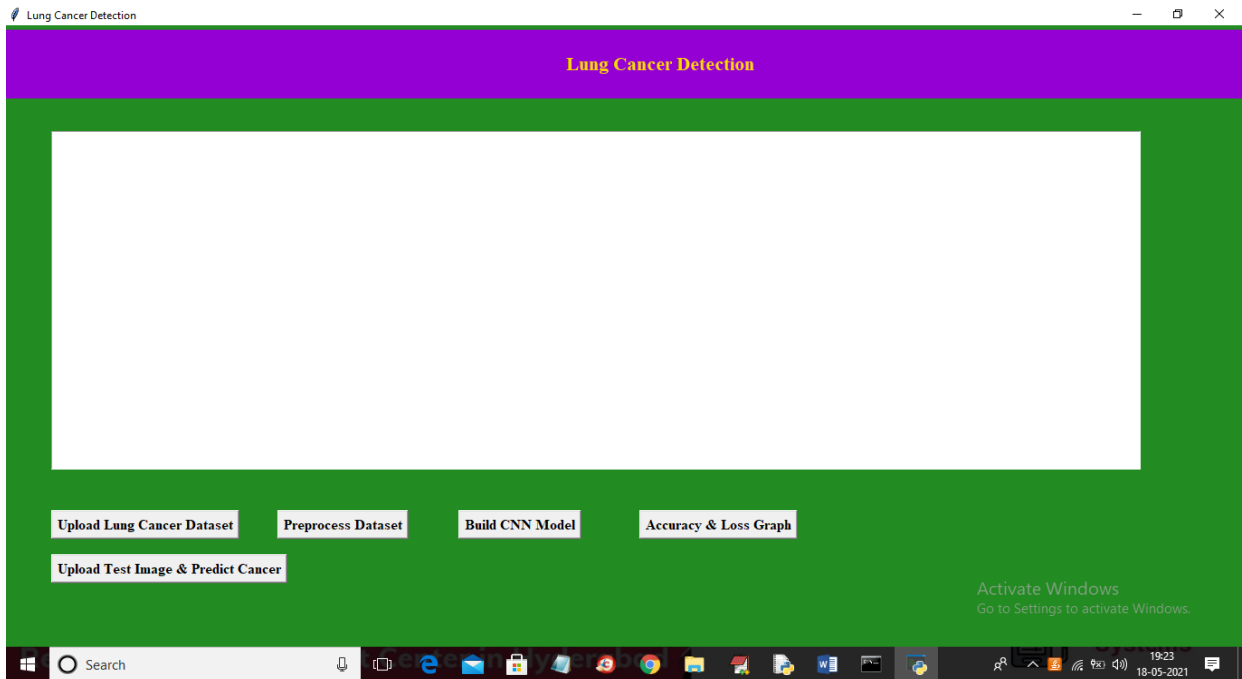 Lung Cancer Detection
Lung Cancer Detection
Upload Lung Cancer Dataset
Preprocess Dataset
Build CNN Model
Accuracy & Loss Graph
Upload Test Image & Predict Cancer
Activate Windows
Go to Settings to activate Windows.
Search
19:23
18-05-2021